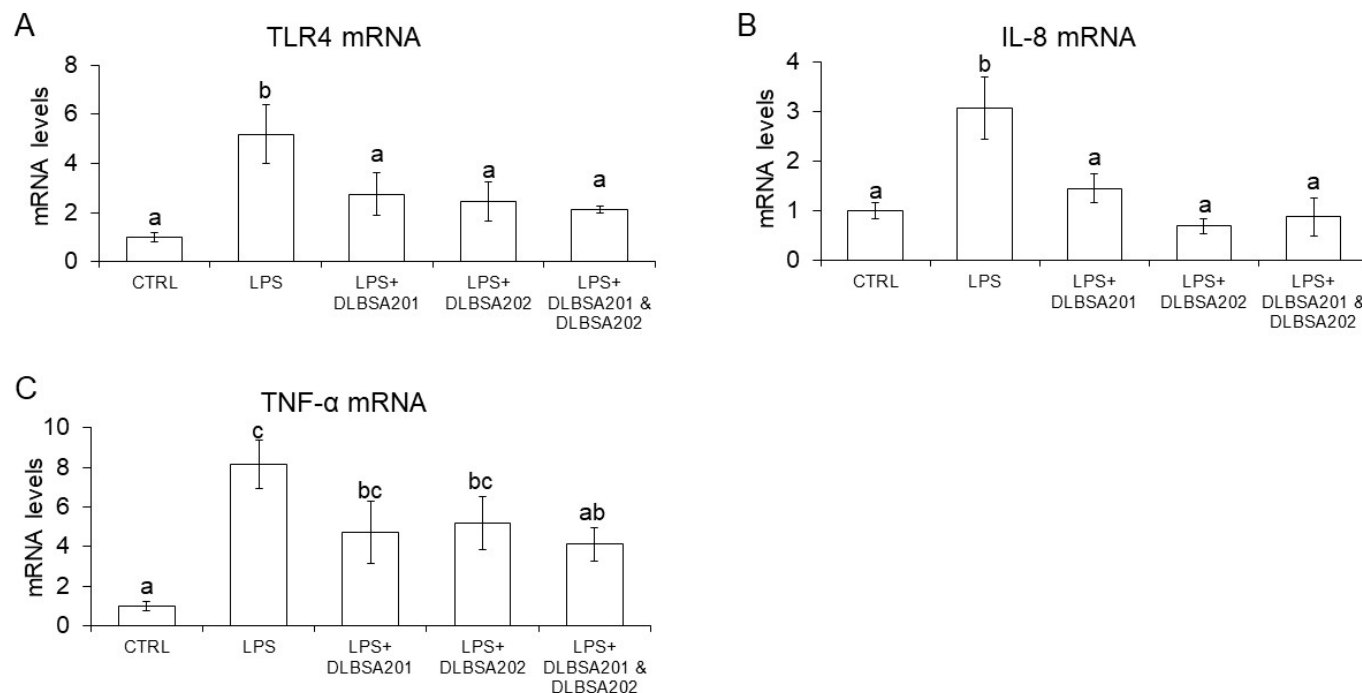 A
TLR4 mRNA
mRNA levels
8
6
4
2
0
a
b
a
a
a
CTRL
LPS
LPS+
DLBSA201
LPS+
DLBSA202
LPS+
DLBSA201 &
DLBSA202
B
IL-8 mRNA
mRNA levels
4
3
2
1
0
a
b
a
a
a
CTRL
LPS
LPS+
DLBSA201
LPS+
DLBSA202
LPS+
DLBSA201 &
DLBSA202
C
TNF-α mRNA
mRNA levels
10
8
6
4
2
0
a
c
bc
bc
ab
CTRL
LPS
LPS+
DLBSA201
LPS+
DLBSA202
LPS+
DLBSA201 &
DLBSA202